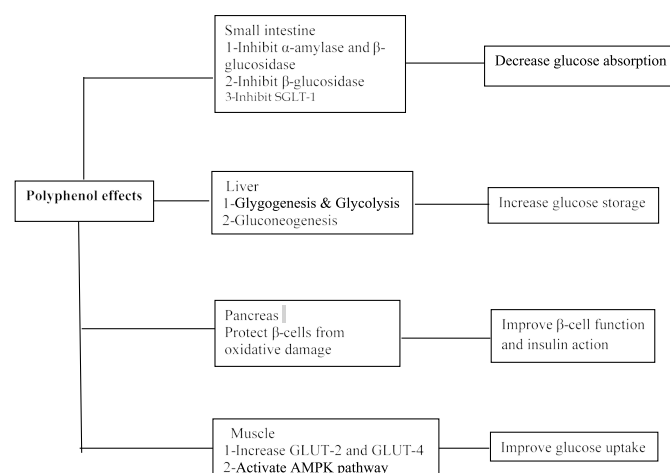 Small intestine
1-Inhibit α-amylase and β-
glucosidase
2-Inhibit β-glucosidase
3-Inhibit SGLT-1
Decrease glucose absorption
Polyphenol effects
Liver
1-Glygogenesis & Glycolysis
2-Gluconeogenesis
Increase glucose storage
Pancreas
Protect β-cells from
oxidative damage
Improve β-cell function
and insulin action
Muscle
1-Increase GLUT-2 and GLUT-4
2-Activate AMPK pathway
Improve glucose uptake